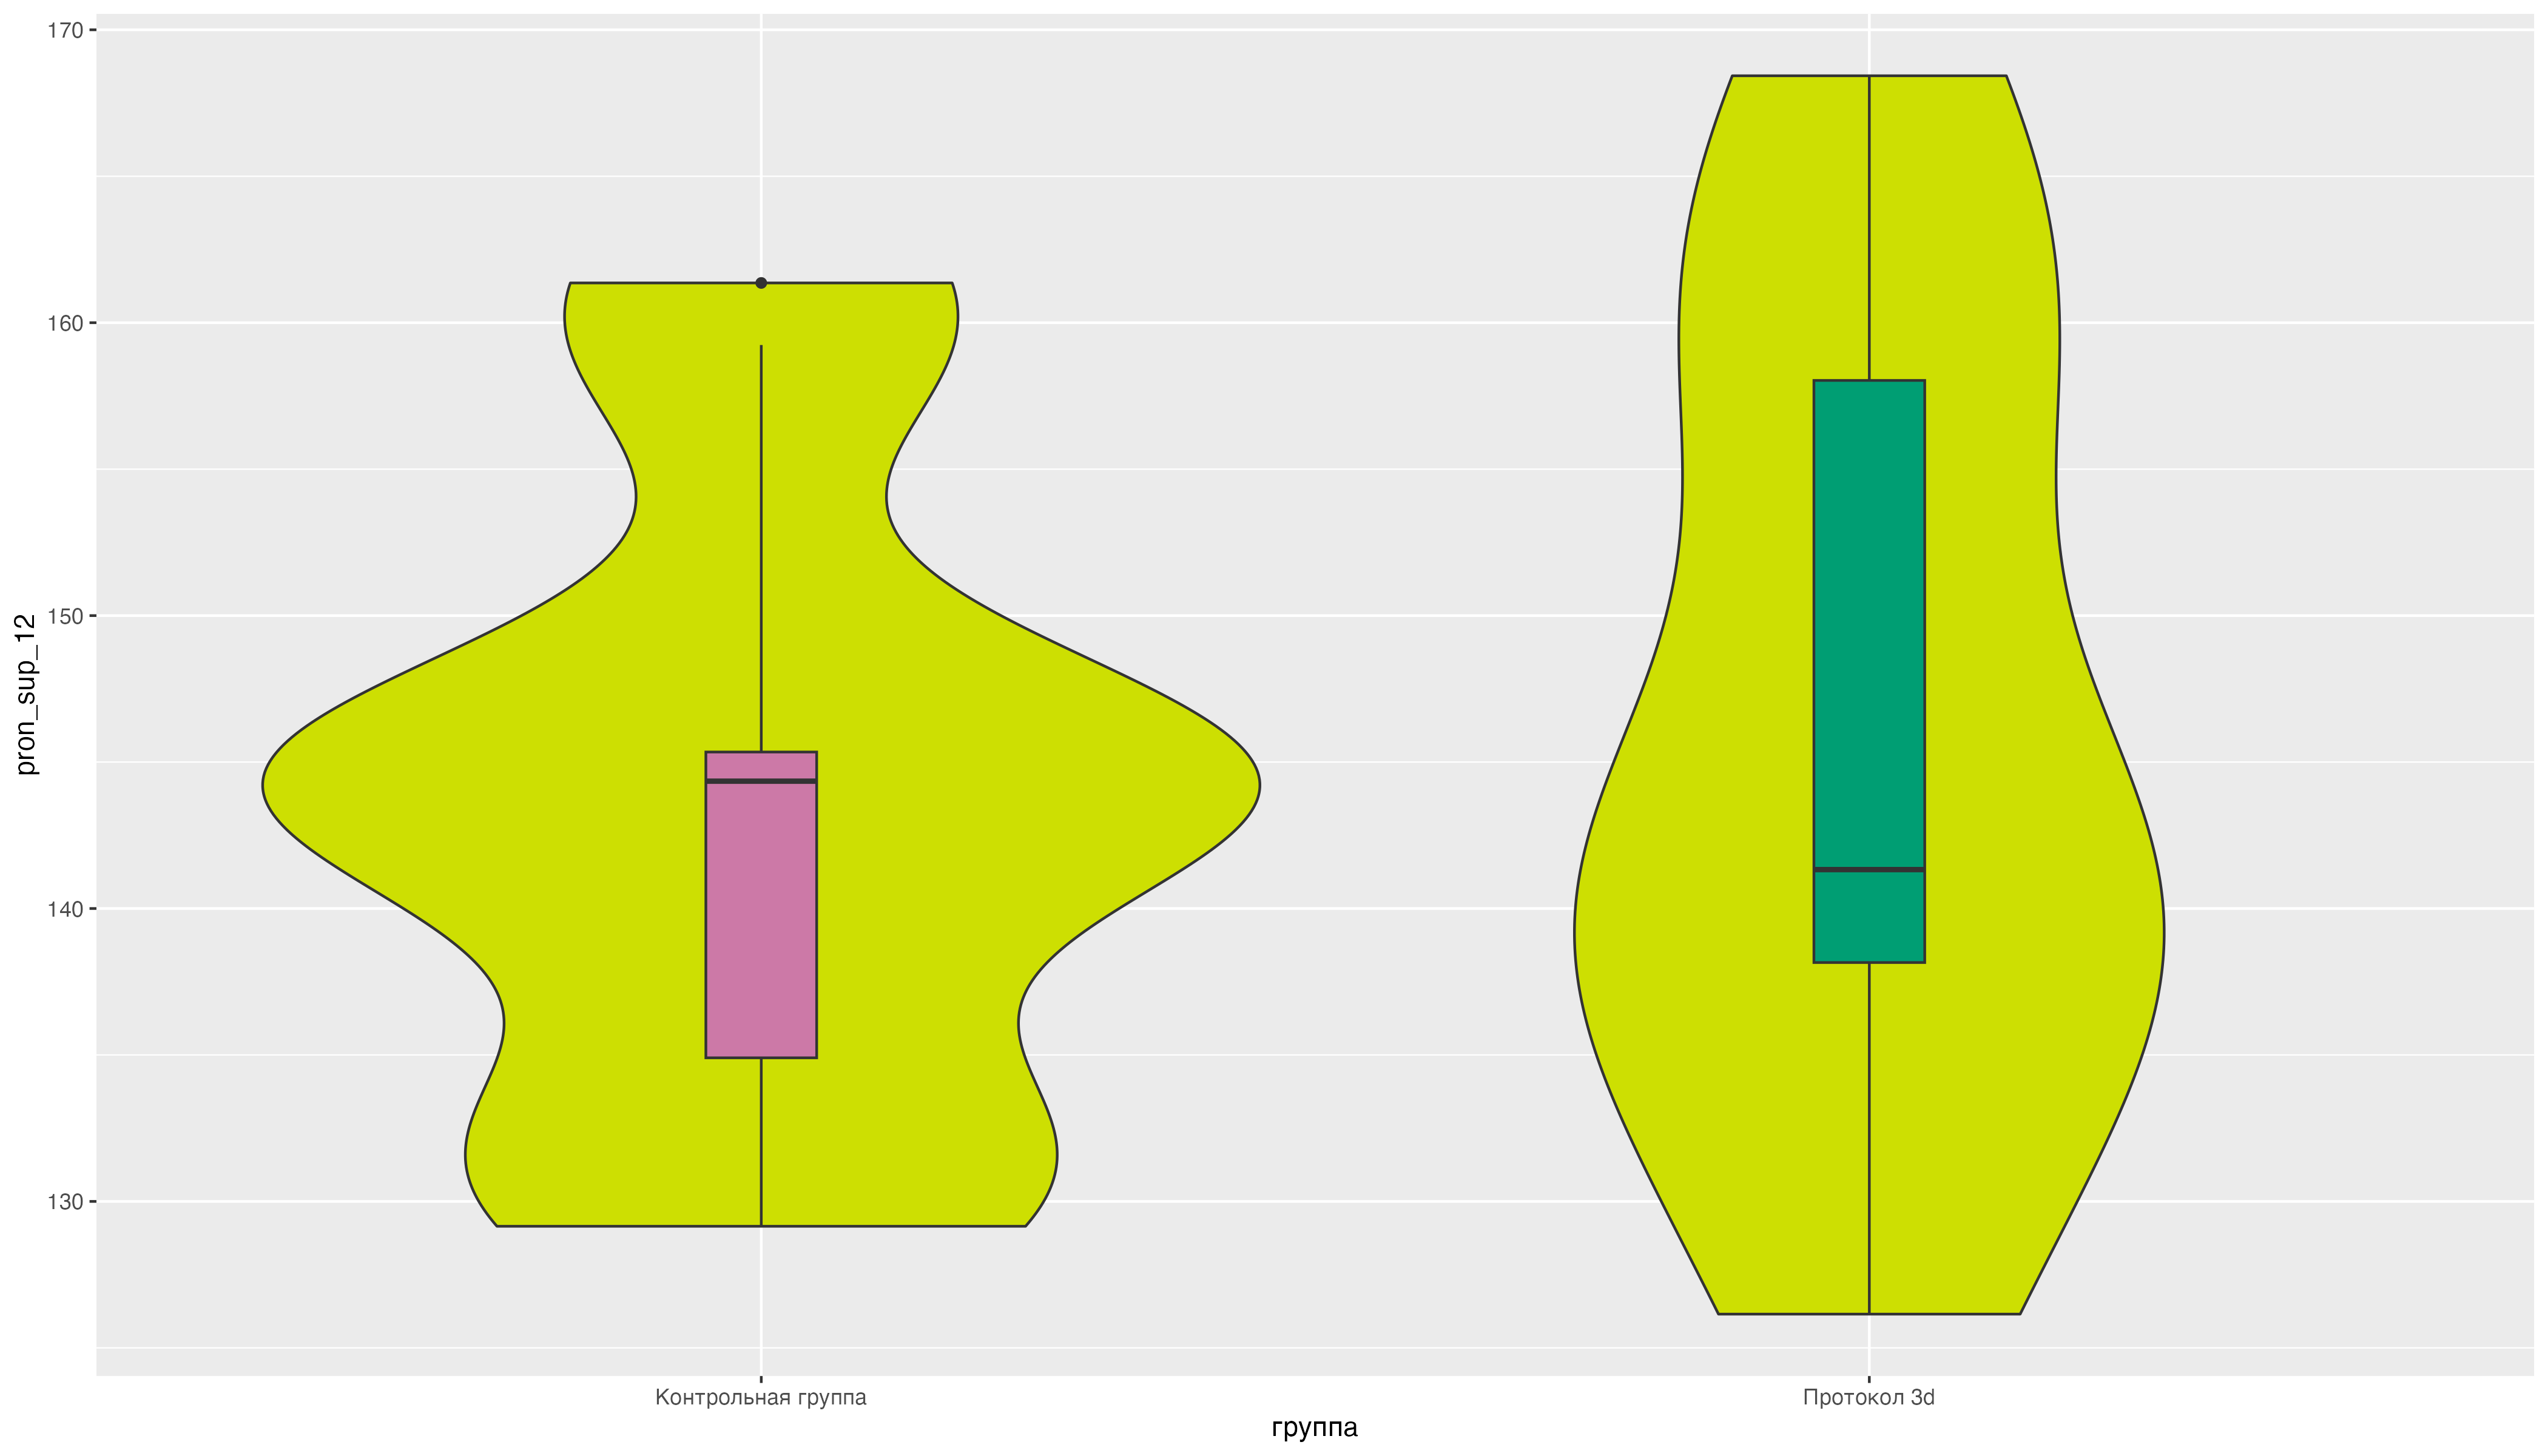 170
160
150
140
130
pron_sup_12
Контрольная группа
Протокол 3d
группа